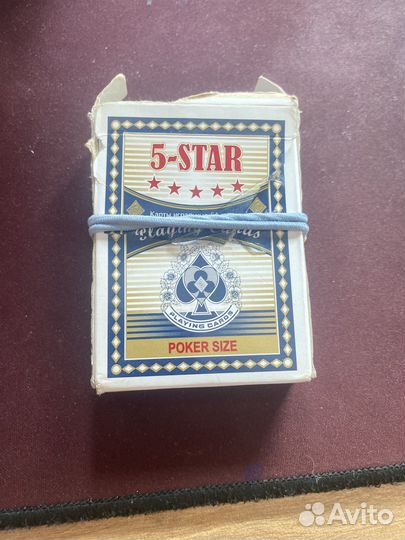 5-STAR
Карты игральные
Playing Cards
PLAYING CARDS
POKER SIZE
Avito